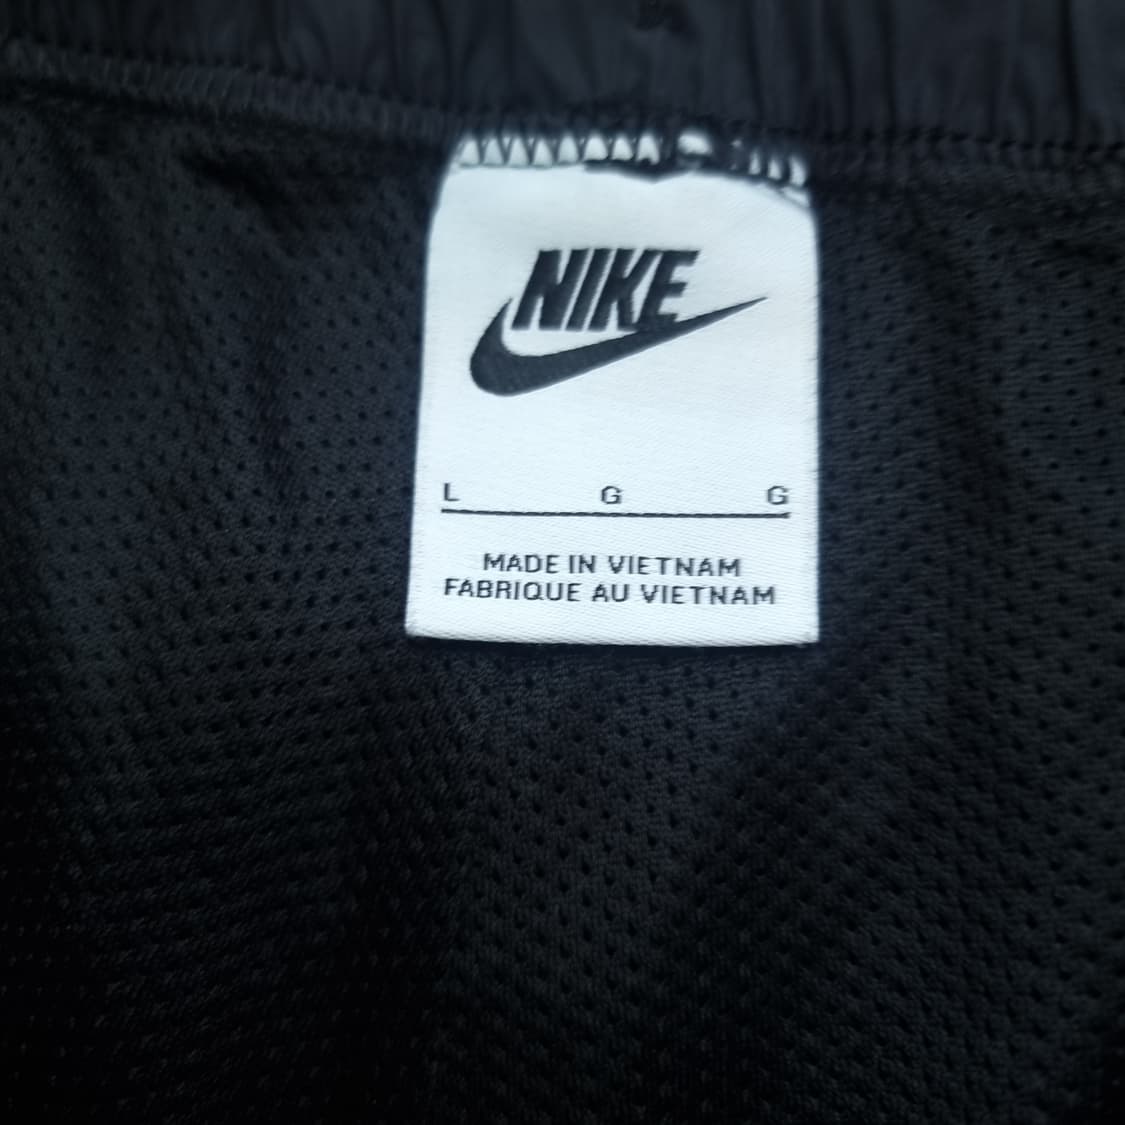 NIKE
L G G
MADE IN VIETNAM
FABRIQUE AU VIETNAM